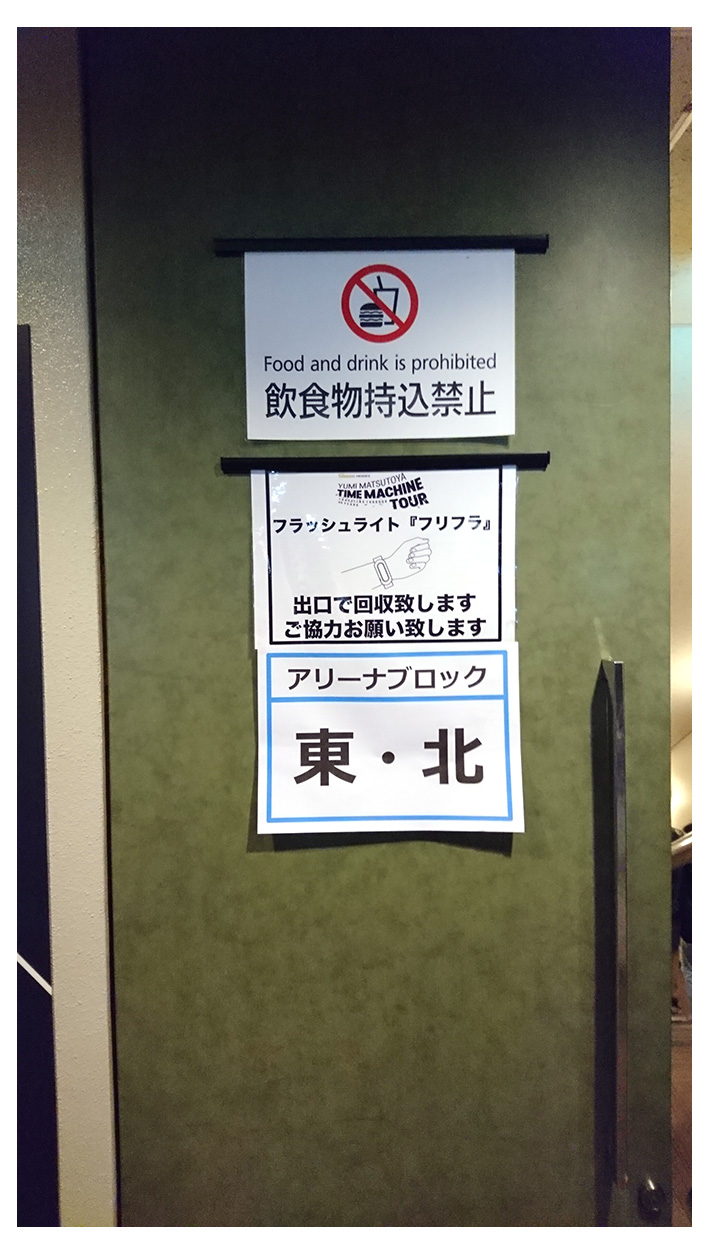 Food and drink is prohibited
飲食物持込禁止
YUMI MATSUTOYA
TIME MACHINE
TOUR
フラッシュライト『フリフラ』
出口で回収致します
ご協力お願い致します
アリーナブロック
東・北